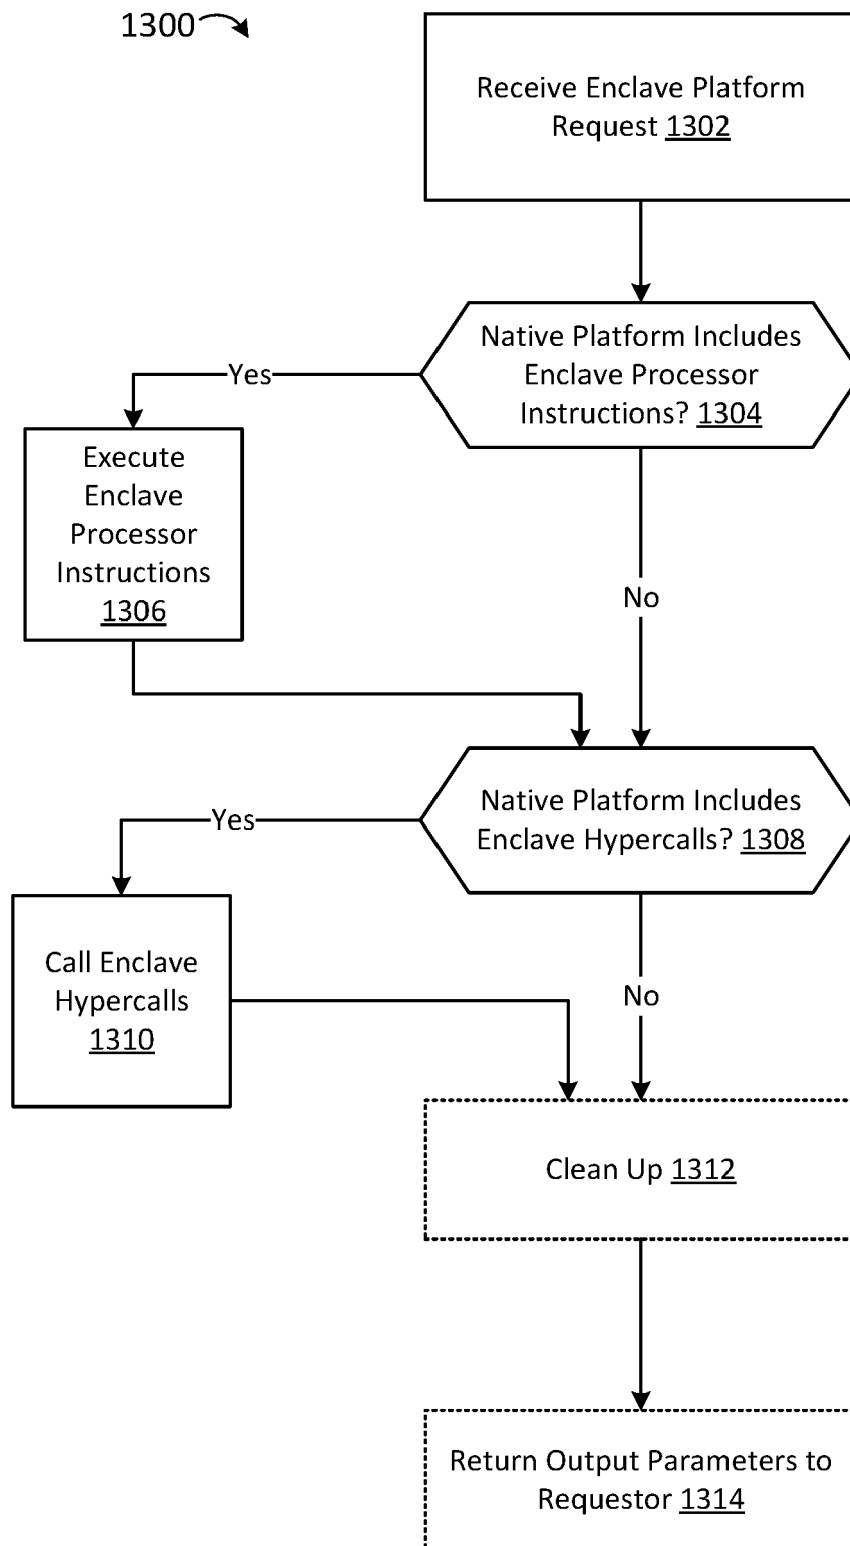 1300
Receive Enclave Platform
Request 1302
Native Platform Includes
Enclave Processor
Instructions? 1304
Yes
Execute
Enclave
Processor
Instructions
1306
No
Native Platform Includes
Enclave Hypercalls? 1308
Yes
Call Enclave
Hypercalls
1310
No
Clean Up 1312
Return Output Parameters to
Requestor 1314